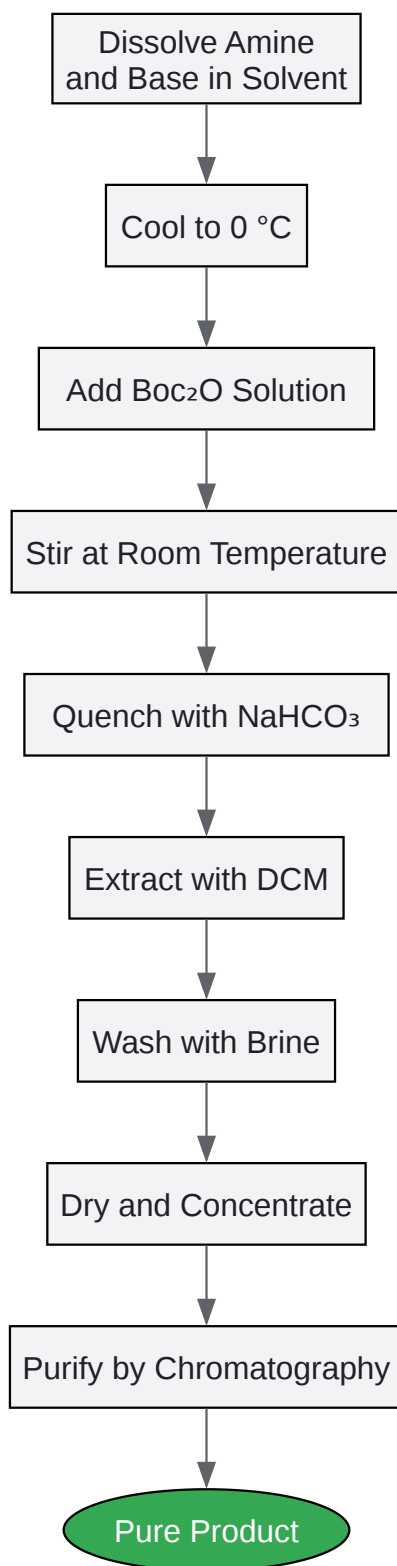 Dissolve Amine
and Base in Solvent
Cool to 0 °C
Add Boc₂O Solution
Stir at Room Temperature
Quench with NaHCO₃
Extract with DCM
Wash with Brine
Dry and Concentrate
Purify by Chromatography
Pure Product